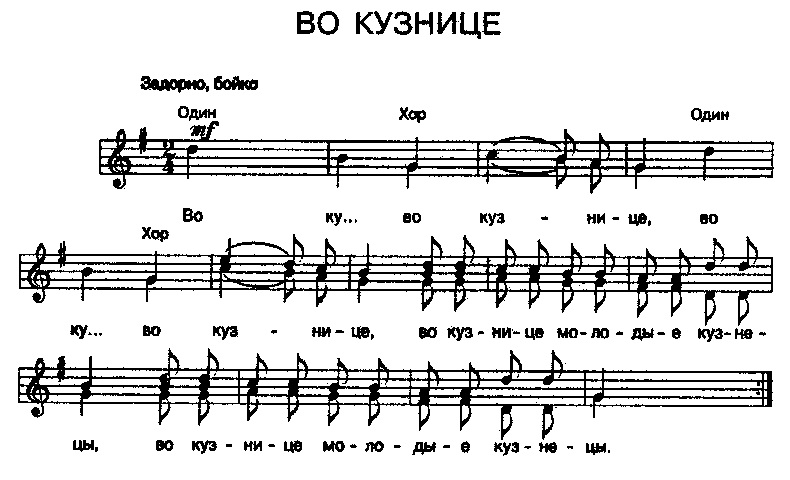 ВО КУЗНИЦЕ
Задорно, бойко
Один Хор Один
mf
2 4
Во ку... во куз - ни - це, во
Хор
ку... во куз - ни - це, во куз - ни - це мо - ло - ды - е куз - не -
цы, во куз - ни - це мо - ло - ды - е куз - не - цы.